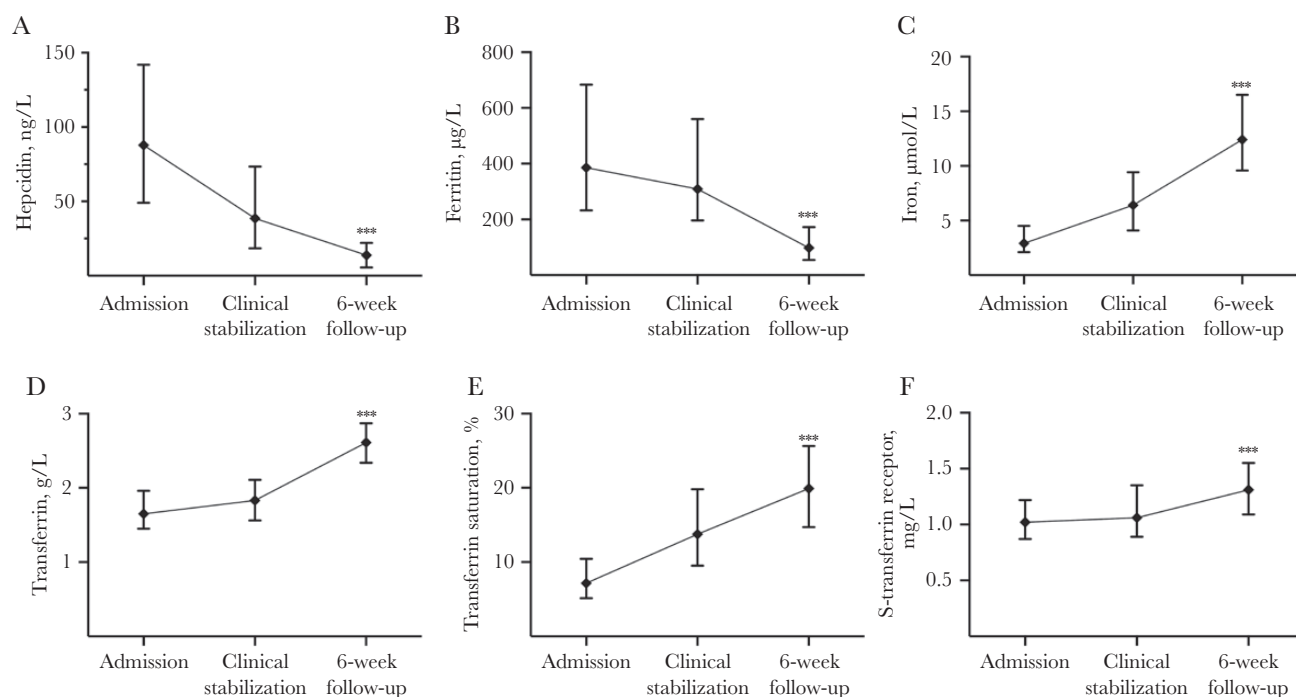 A
Hepcidin, ng/L
150
100
50
***
Admission
Clinical
stabilization
6-week
follow-up
B
Ferritin, µg/L
800
600
400
200
***
Admission
Clinical
stabilization
6-week
follow-up
C
Iron, µmol/L
20
15
10
5
***
Admission
Clinical
stabilization
6-week
follow-up
D
Transferrin, g/L
3
2
1
***
Admission
Clinical
stabilization
6-week
follow-up
E
Transferrin saturation, %
30
20
10
***
Admission
Clinical
stabilization
6-week
follow-up
F
S-transferrin receptor,
mg/L
2.0
1.5
1.0
0.5
***
Admission
Clinical
stabilization
6-week
follow-up